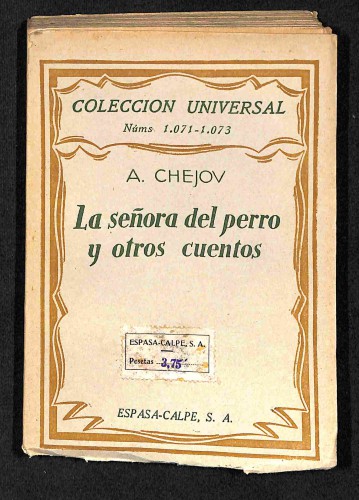 COLECCION UNIVERSAL
Núms 1.071-1.073
A. CHEJOV
La señora del perro
y otros cuentos
ESPASA-CALPE, S. A.
Pesetas 3,75
ESPASA-CALPE, S. A.